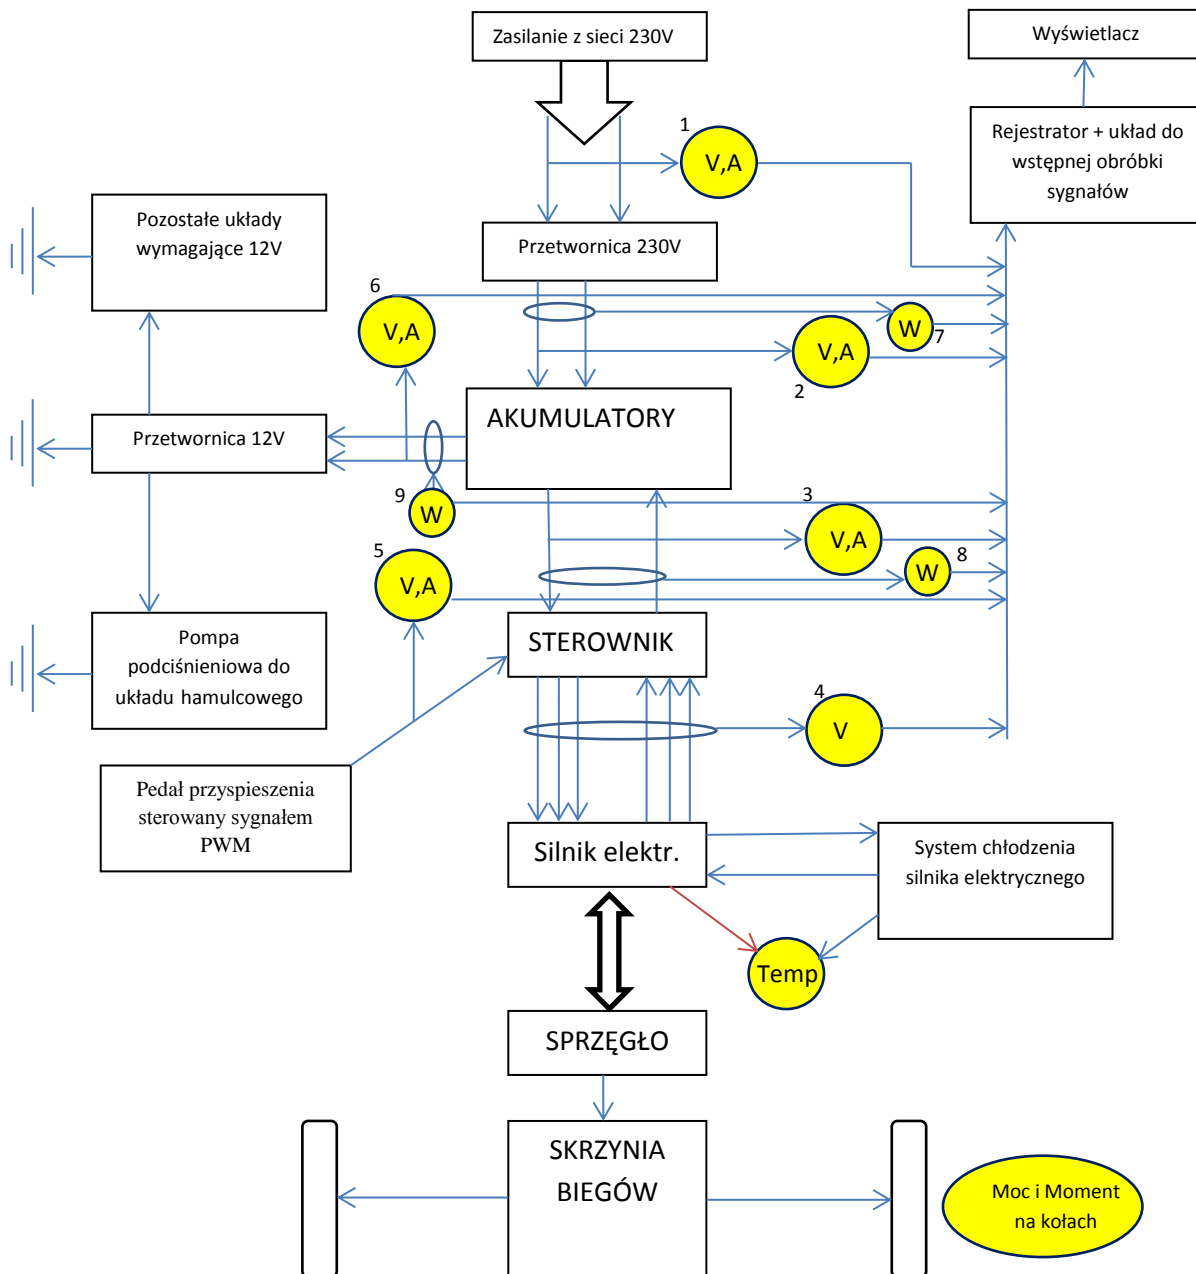 Zasilanie z sieci 230V
Wyświetlacz
1
V,A
Rejestrator + układ do
wstępnej obróbki
sygnałów
Pozostałe układy
wymagające 12V
Przetwornica 230V
6
V,A
W
7
V,A
2
AKUMULATORY
Przetwornica 12V
9
W
3
V,A
5
V,A
8
W
STEROWNIK
Pompa
podciśnieniowa do
układu hamulcowego
4
V
Pedał przyspieszenia
sterowany sygnałem
PWM
Silnik elektr.
System chłodzenia
silnika elektrycznego
Temp
SPRZĘGŁO
SKRZYNIA
BIEGÓW
Moc i Moment
na kołach